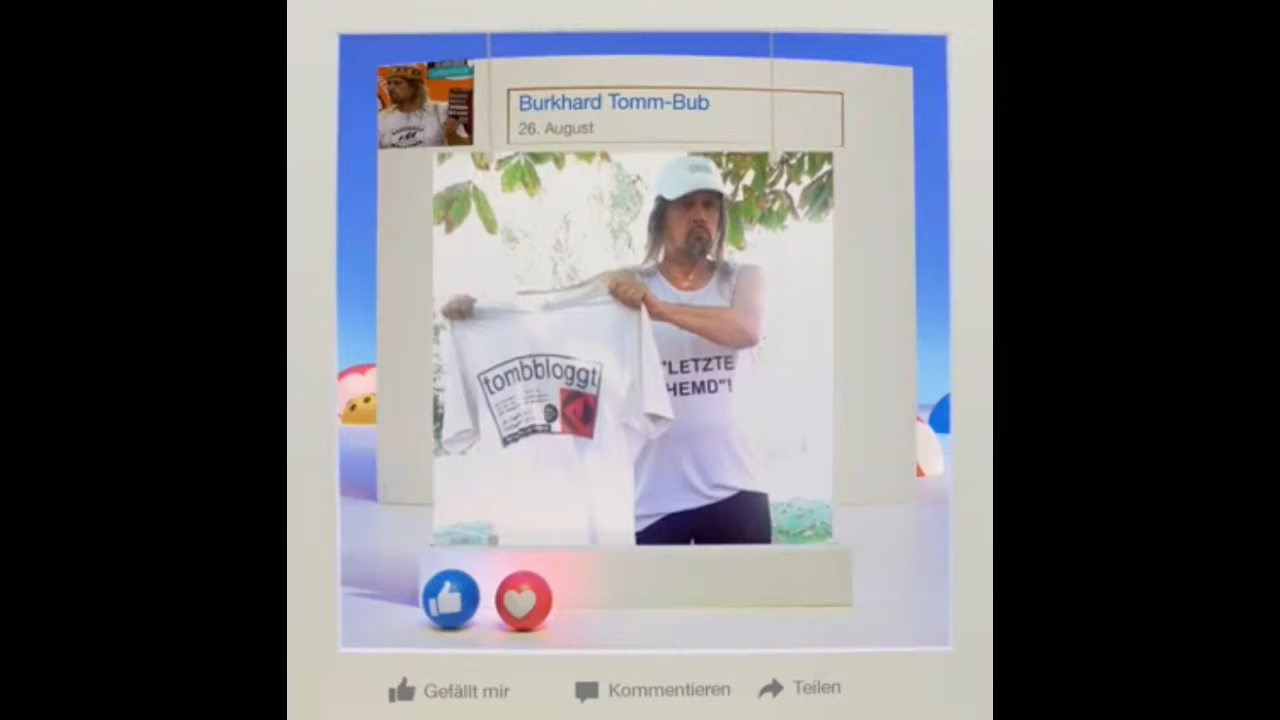 Burkhard Tomm-Bub
26. August
tombbloggt
"LETZTE
HEMD"!
Gefällt mir
Kommentieren
Teilen